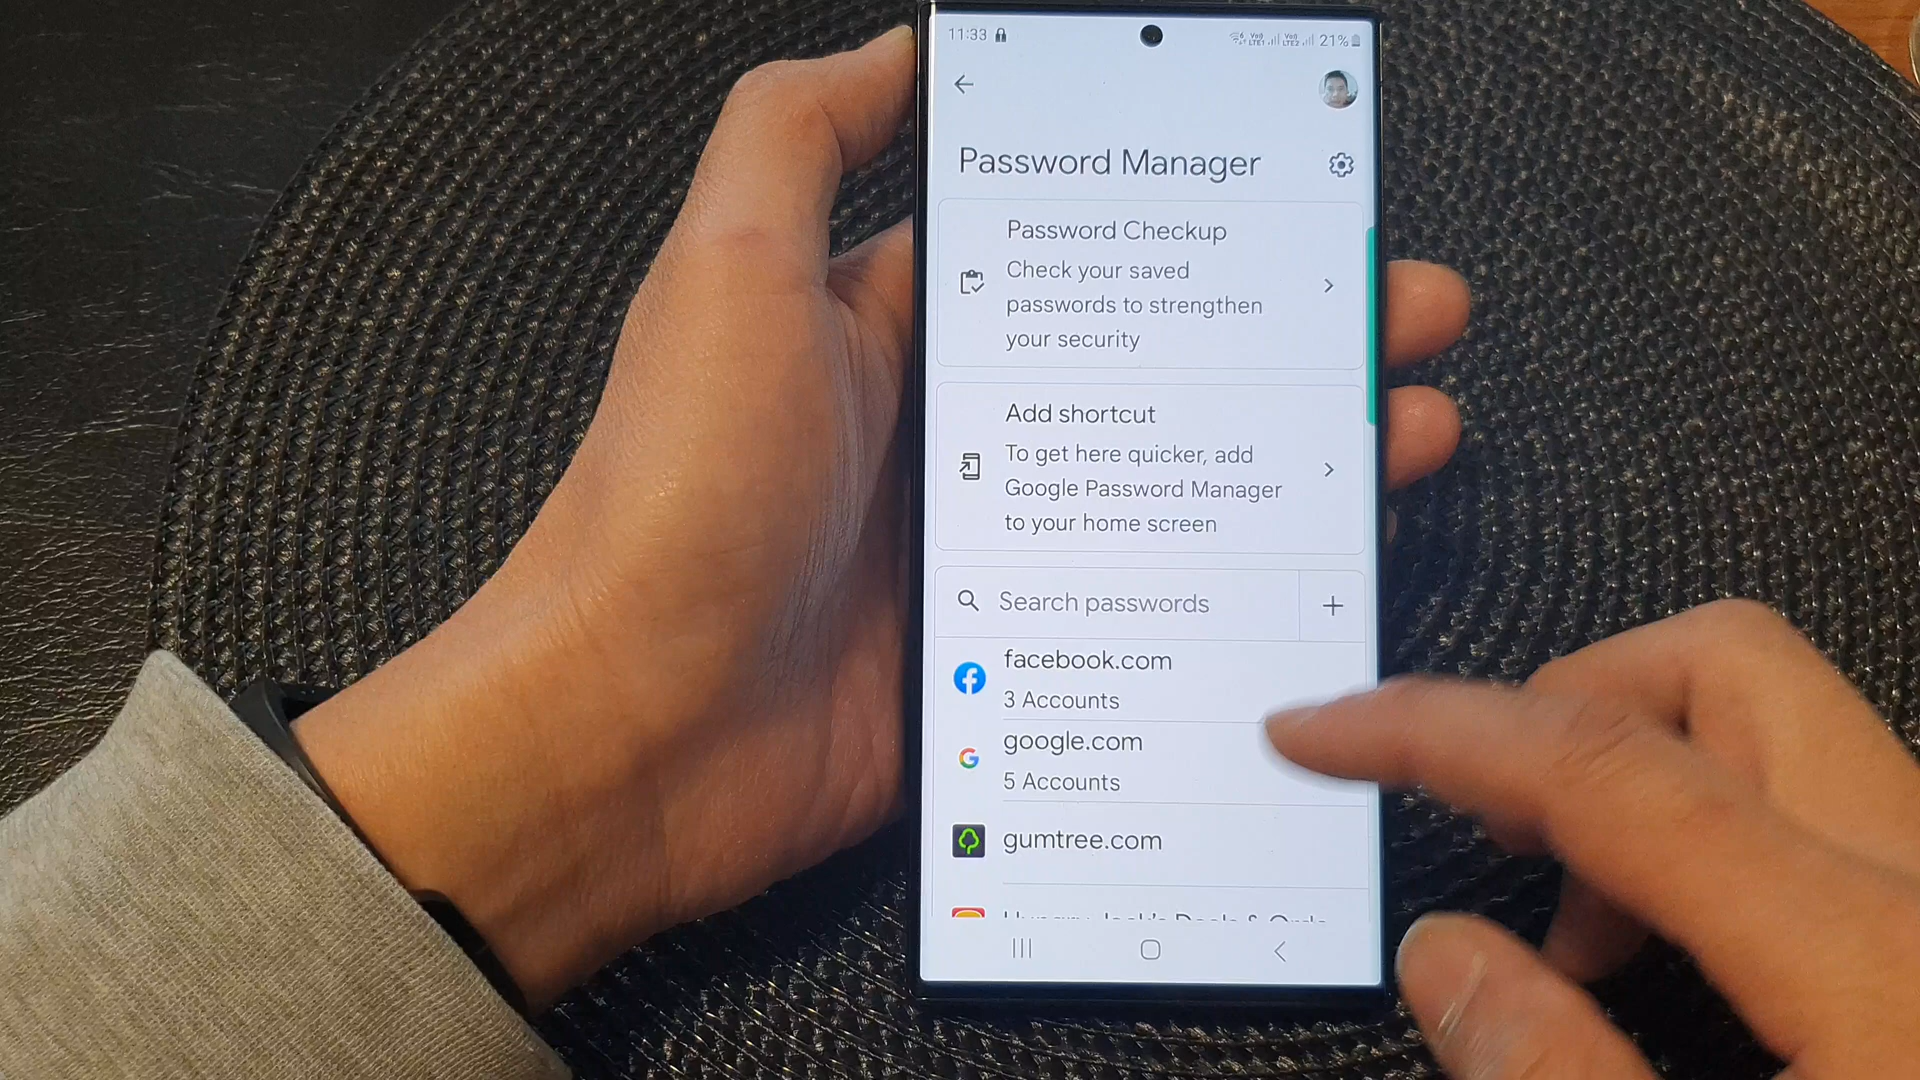 11:33
21%
Password Manager
Password Checkup
Check your saved
passwords to strengthen
your security
Add shortcut
To get here quicker, add
Google Password Manager
to your home screen
Search passwords
facebook.com
3 Accounts
google.com
5 Accounts
gumtree.com